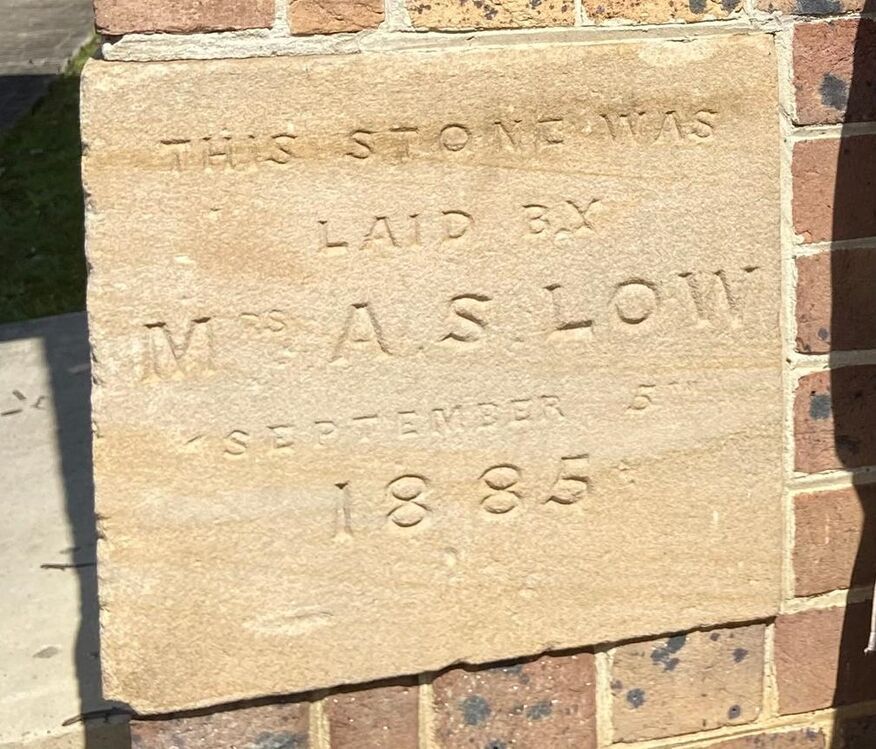 THIS STONE WAS
LAID BY
MRS A. S. LOW
SEPTEMBER 5TH
1885